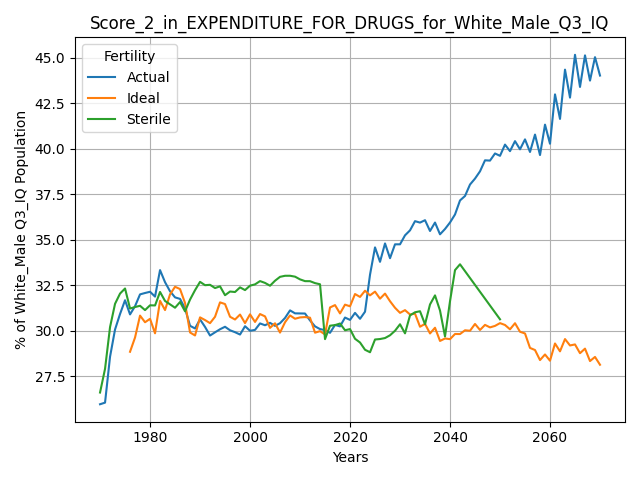 Score_2_in_EXPENDITURE_FOR_DRUGS_for_White_Male_Q3_IQ
Fertility
Actual
Ideal
Sterile
% of White_Male Q3_IQ Population
45.0
42.5
40.0
37.5
35.0
32.5
30.0
27.5
1980
2000
2020
2040
2060
Years